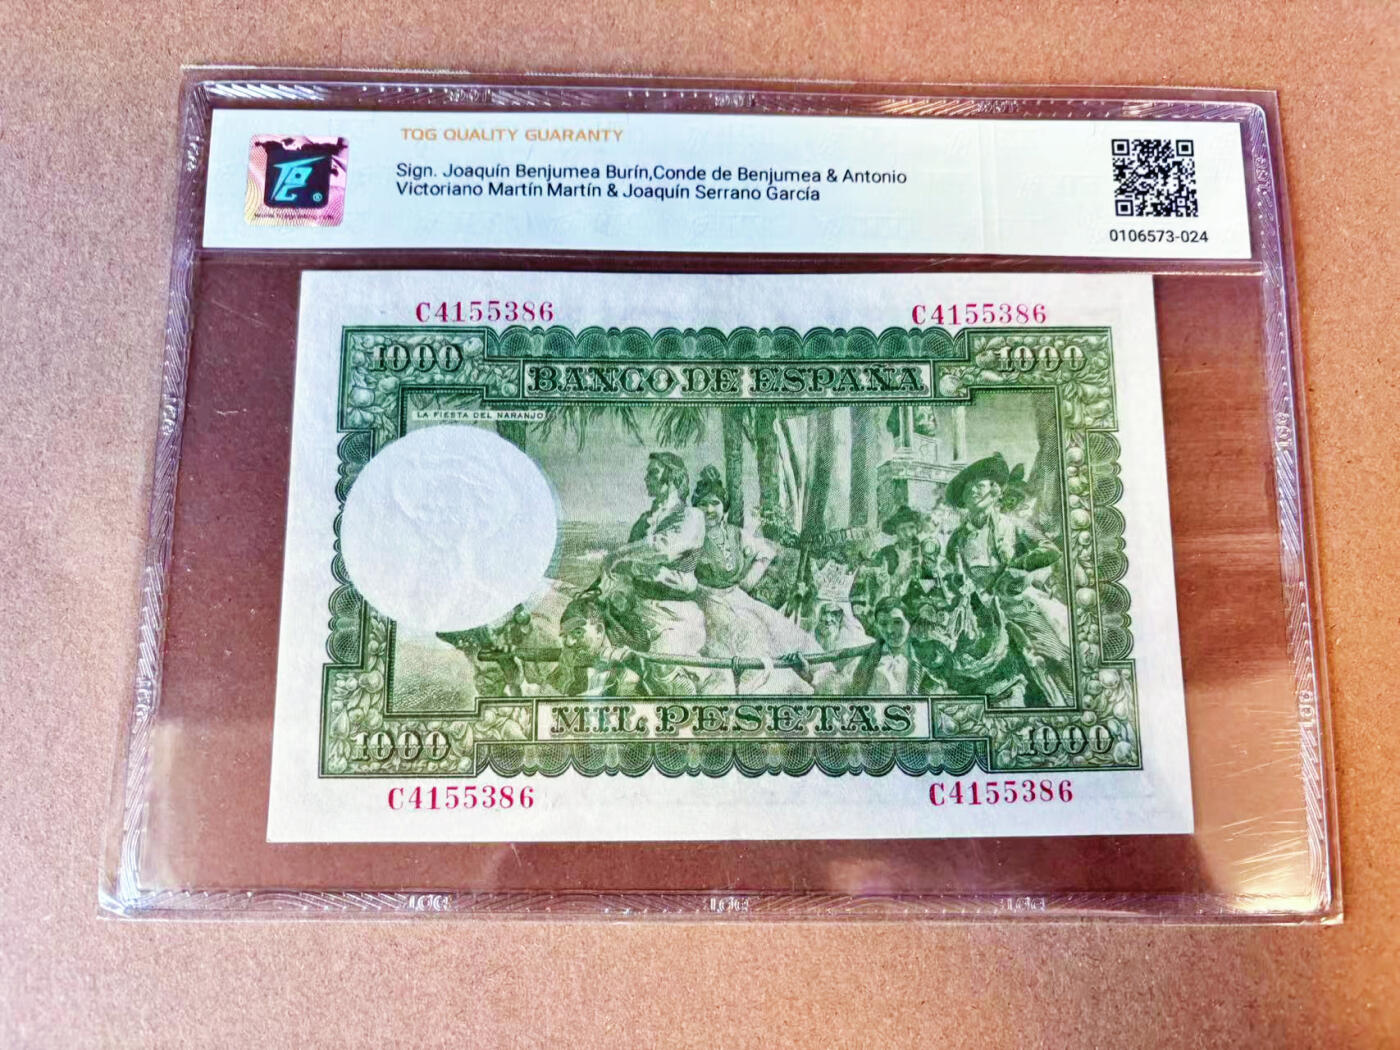 TQG QUALITY GUARANTY
Sign. Joaquín Benjumea Burín,Conde de Benjumea & Antonio
Victoriano Martín Martín & Joaquín Serrano García
0106573-024
C4155386 C4155386
1000 1000
BANCO DE ESPAÑA
LA FIESTA DEL NARANJO
MIL PESETAS
1000 1000
C4155386 C4155386